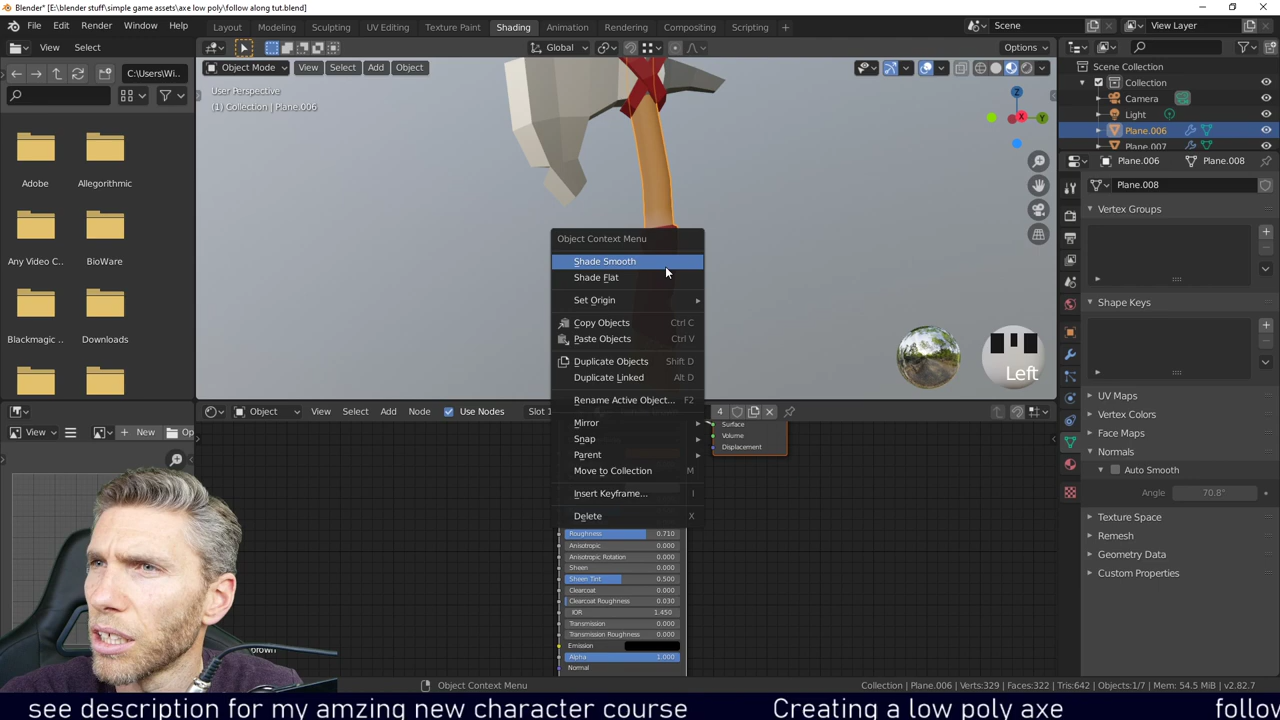 Blender* [E:\blender stuff\simple game assets\axe low poly\follow along tut.blend]
File Edit Render Window Help Layout Modeling Sculpting UV Editing Texture Paint Shading Animation Rendering Compositing Scripting + Scene View Layer
View Select Global Options
C:\Users\Wi..
Object Mode View Select Add Object
User Perspective
(1) Collection | Plane.006
Adobe Allegorithmic
Any Video C.. BioWare
Blackmagic .. Downloads
Z
X
Y
Object Context Menu
Shade Smooth
Shade Flat
Set Origin
Copy Objects Ctrl C
Paste Objects Ctrl V
Duplicate Objects Shift D
Duplicate Linked Alt D
Rename Active Object... F2
Mirror
Snap
Parent
Move to Collection M
Insert Keyframe... I
Delete X
Left
Scene Collection
Collection
Camera
Light
Plane.006
Plane.007
Plane.006 Plane.008
Plane.008
Vertex Groups
Shape Keys
UV Maps
Vertex Colors
Face Maps
Normals
Auto Smooth
Angle 70.8°
Texture Space
Remesh
Geometry Data
Custom Properties
Object View Select Add Node Use Nodes Slot 1 4
View New Op
Surface
Volume
Displacement
Roughness 0.710
Anisotropic 0.000
Anisotropic Rotation 0.000
Sheen 0.000
Sheen Tint 0.500
Clearcoat 0.000
Clearcoat Roughness 0.030
IOR 1.450
Transmission 0.000
Transmission Roughness 0.000
Emission
Alpha 1.000
Normal
brown
Object Context Menu
Collection | Plane.006 | Verts:329 | Faces:322 | Tris:642 | Objects:1/7 | Mem: 54.5 MiB | v2.82.7
see description for my amzing new character course Creating a low poly axe follow